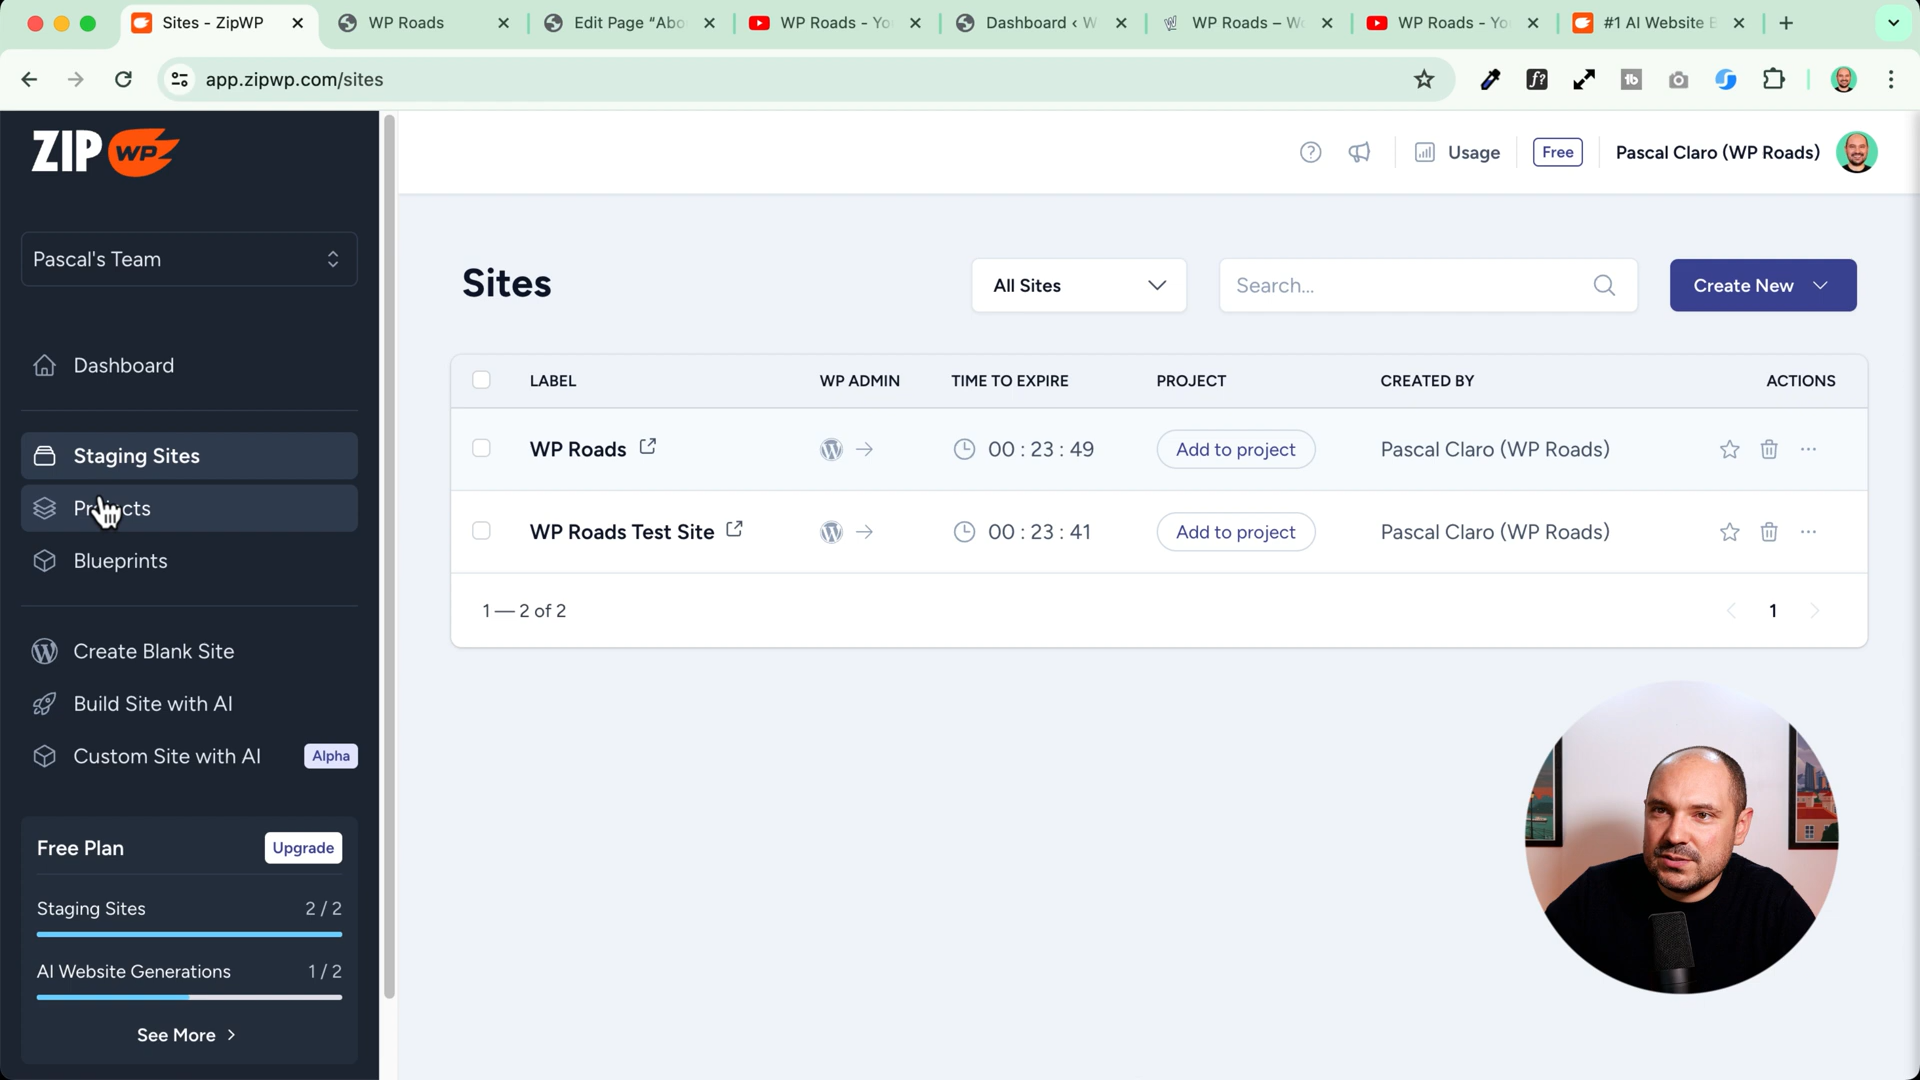 Sites - ZipWP
WP Roads
Edit Page “Abo
WP Roads - Yo
Dashboard ‹ W
WP Roads – Wo
WP Roads - Yo
#1 AI Website B
app.zipwp.com/sites
ZIP WP
Usage
Free
Pascal Claro (WP Roads)
Pascal's Team
Sites
All Sites
Search...
Create New
Dashboard
Staging Sites
Projects
Blueprints
Create Blank Site
Build Site with AI
Custom Site with AI
Alpha
LABEL
WP ADMIN
TIME TO EXPIRE
PROJECT
CREATED BY
ACTIONS
WP Roads
00 : 23 : 49
Add to project
Pascal Claro (WP Roads)
WP Roads Test Site
00 : 23 : 41
Add to project
Pascal Claro (WP Roads)
1 — 2 of 2
1
Free Plan
Upgrade
Staging Sites
2 / 2
AI Website Generations
1 / 2
See More